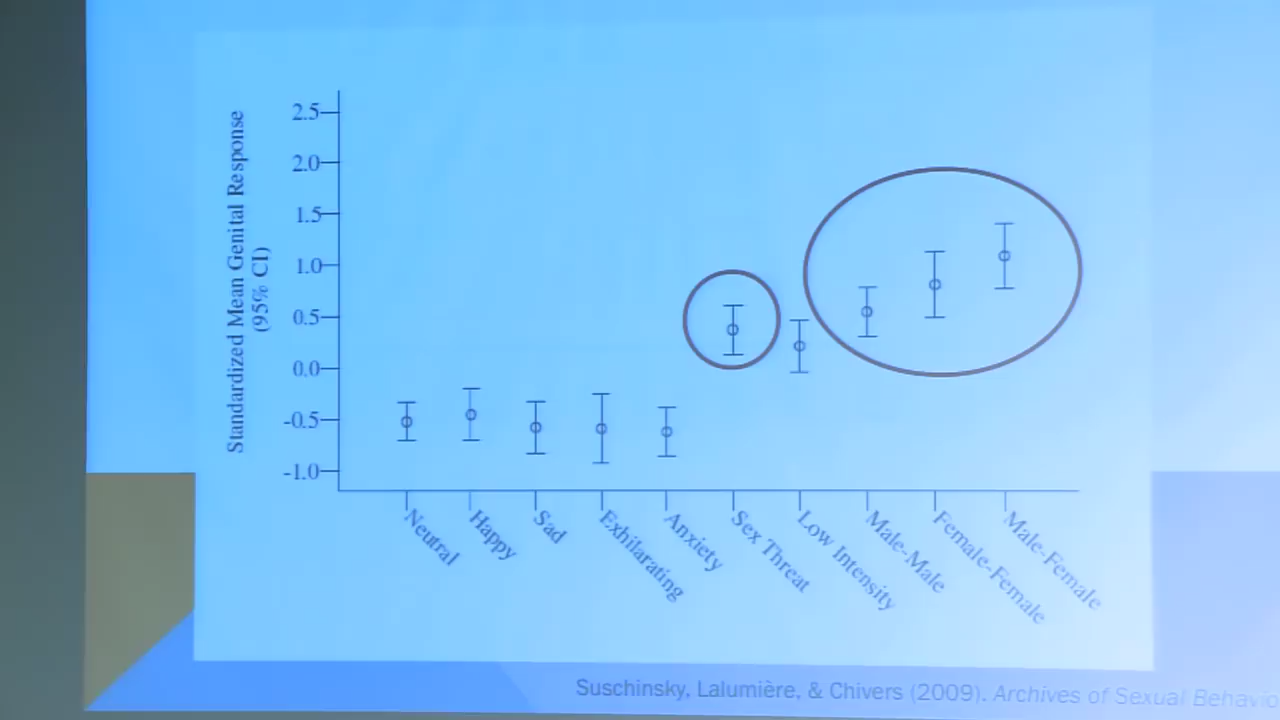 Standardized Mean Genital Response
(95% CI)
2.5
2.0
1.5
1.0
0.5
0.0
-0.5
-1.0
Neutral
Happy
Sad
Exhilarating
Anxiety
Sex Threat
Low Intensity
Male-Male
Female-Female
Male-Female
Suschinsky, Lalumière, & Chivers (2009). Archives of Sexual Behavio